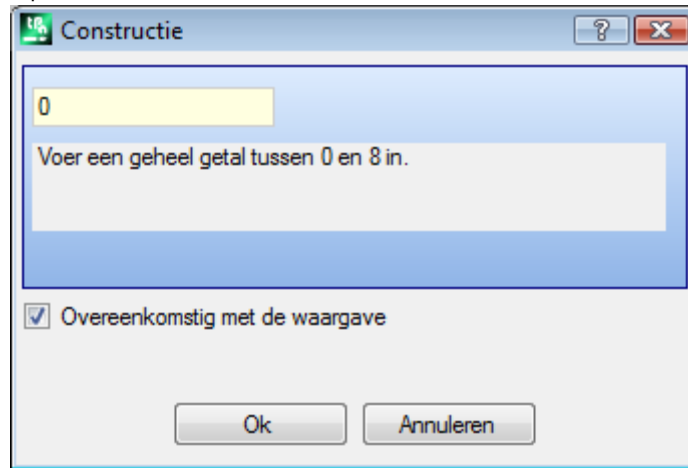 Constructie
0
Voer een geheel getal tussen 0 en 8 in.
Overeenkomstig met de waargave
Ok
Annuleren